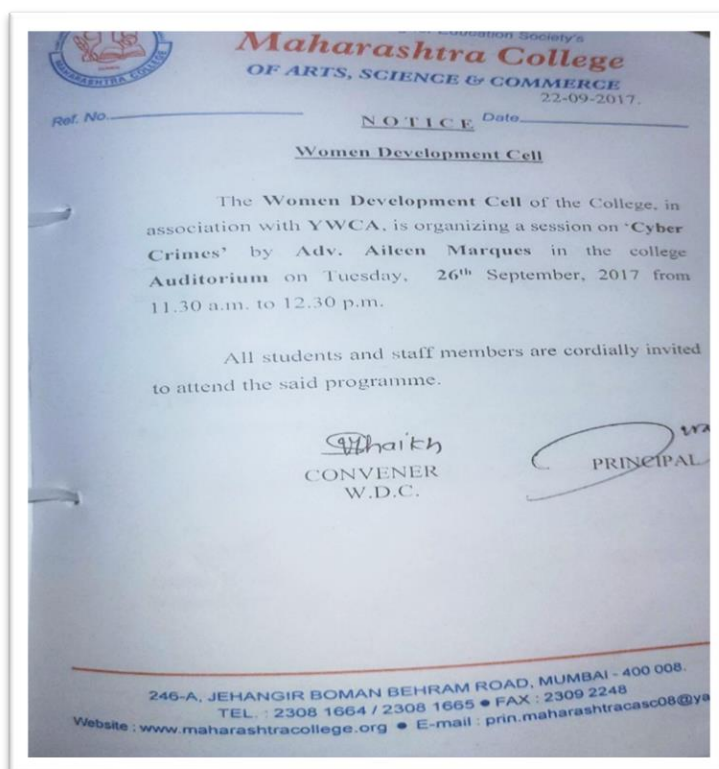 Education Society's
Maharashtra College
OF ARTS, SCIENCE & COMMERCE
22-09-2017.
Ref. No.
Date
NOTICE
Women Development Cell
The Women Development Cell of the College, in
association with YWCA, is organizing a session on 'Cyber
Crimes' by Adv. Aileen Marques in the college
Auditorium on Tuesday, 26th September, 2017 from
11.30 a.m. to 12.30 p.m.
All students and staff members are cordially invited
to attend the said programme.
Shaikh
CONVENER
PRINCIPAL
W.D.C.
246-A, JEHANGIR BOMAN BEHRAM ROAD, MUMBAI - 400 008.
TEL. : 2308 1664 / 2308 1665 ● FAX : 2309 2248
Website : www.maharashtracollege.org ● E-mail : prin.maharashtracasc08@ya
MAHARASHTRA COLLEGE